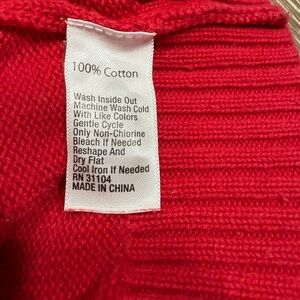 100% Cotton
Wash Inside Out
Machine Wash Cold
With Like Colors
Gentle Cycle
Only Non-Chlorine
Bleach If Needed
Reshape And
Dry Flat
Cool Iron If Needed
RN 31104
MADE IN CHINA